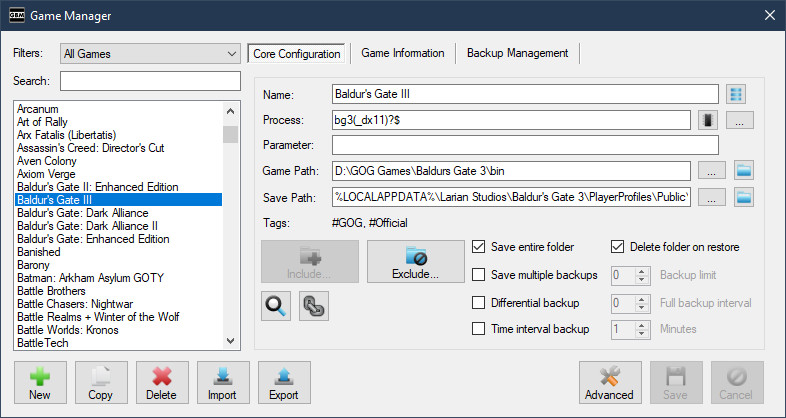 GBM Game Manager
Filters: All Games
Core Configuration Game Information Backup Management
Search:
Arcanum
Art of Rally
Arx Fatalis (Libertatis)
Assassin's Creed: Director's Cut
Aven Colony
Axiom Verge
Baldur's Gate II: Enhanced Edition
Baldur's Gate III
Baldur's Gate: Dark Alliance
Baldur's Gate: Dark Alliance II
Baldur's Gate: Enhanced Edition
Banished
Barony
Batman: Arkham Asylum GOTY
Battle Brothers
Battle Chasers: Nightwar
Battle Realms + Winter of the Wolf
Battle Worlds: Kronos
BattleTech
Name: Baldur's Gate III
Process: bg3(_dx11)?$ ...
Parameter:
Game Path: D:\GOG Games\Baldurs Gate 3\bin ...
Save Path: %LOCALAPPDATA%\Larian Studios\Baldur's Gate 3\PlayerProfiles\Public\ ...
Tags: #GOG, #Official
Include... Exclude...
Save entire folder Delete folder on restore
Save multiple backups 0 Backup limit
Differential backup 0 Full backup interval
Time interval backup 1 Minutes
New Copy Delete Import Export Advanced Save Cancel